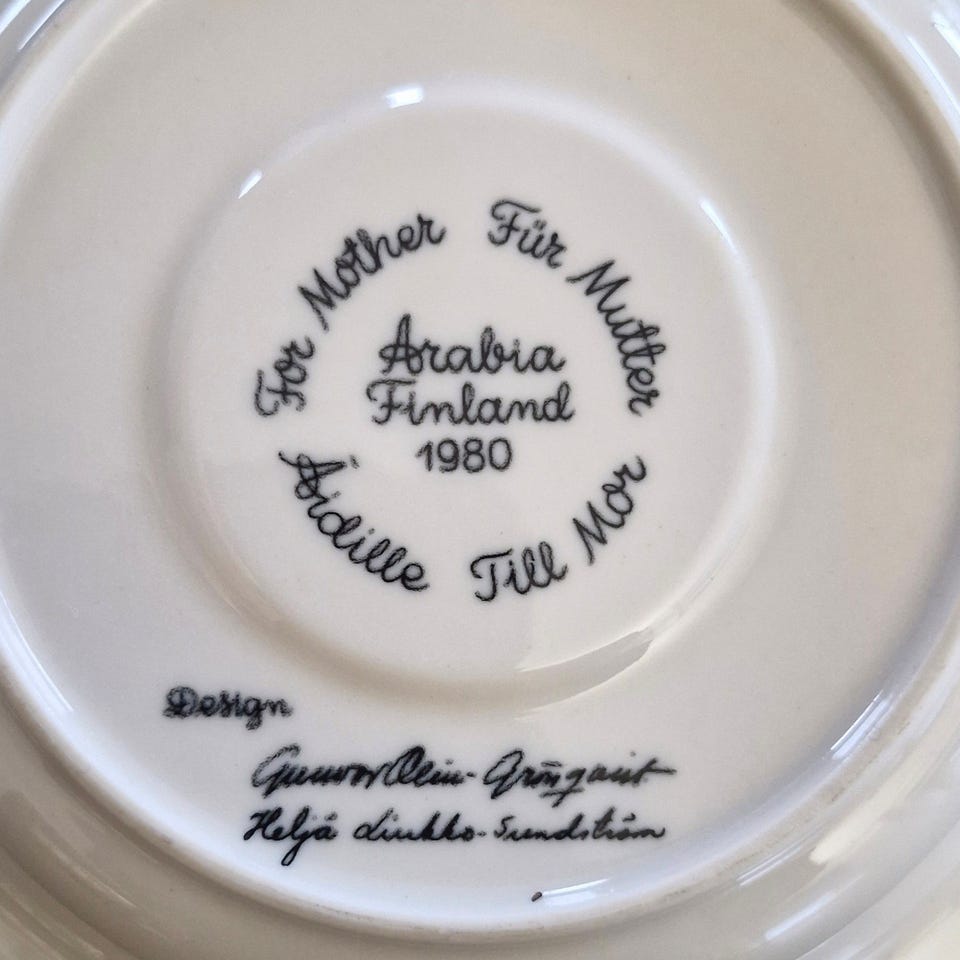 For Mother
Für Mutter
Arabia
Finland
1980
Äidille
Till Mor
Design
Gunvor Olin-Grönqvist
Heljä Liukko-Sundström